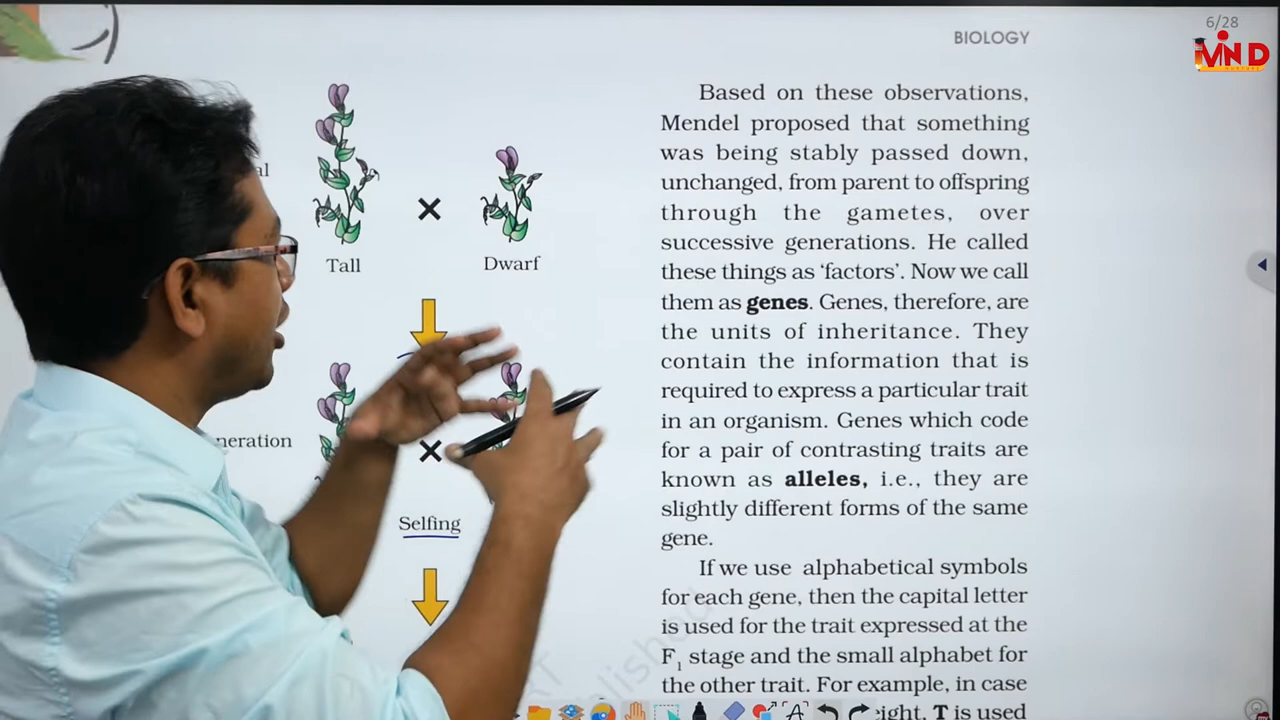 6/28
MIND
BIOLOGY
Tall
Dwarf
Selfing
Based on these observations,
Mendel proposed that something
was being stably passed down,
unchanged, from parent to offspring
through the gametes, over
successive generations. He called
these things as ‘factors’. Now we call
them as genes. Genes, therefore, are
the units of inheritance. They
contain the information that is
required to express a particular trait
in an organism. Genes which code
for a pair of contrasting traits are
known as alleles, i.e., they are
slightly different forms of the same
gene.
If we use alphabetical symbols
for each gene, then the capital letter
is used for the trait expressed at the
F₁ stage and the small alphabet for
the other trait. For example, in case
T is used